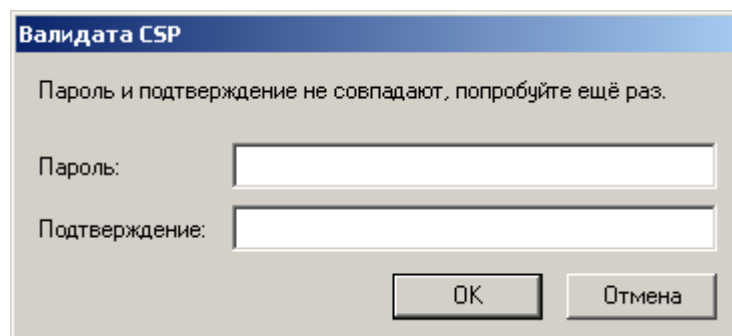 Валидата CSP
Пароль и подтверждение не совпадают, попробуйте ещё раз.
Пароль:
Подтверждение:
OK Отмена